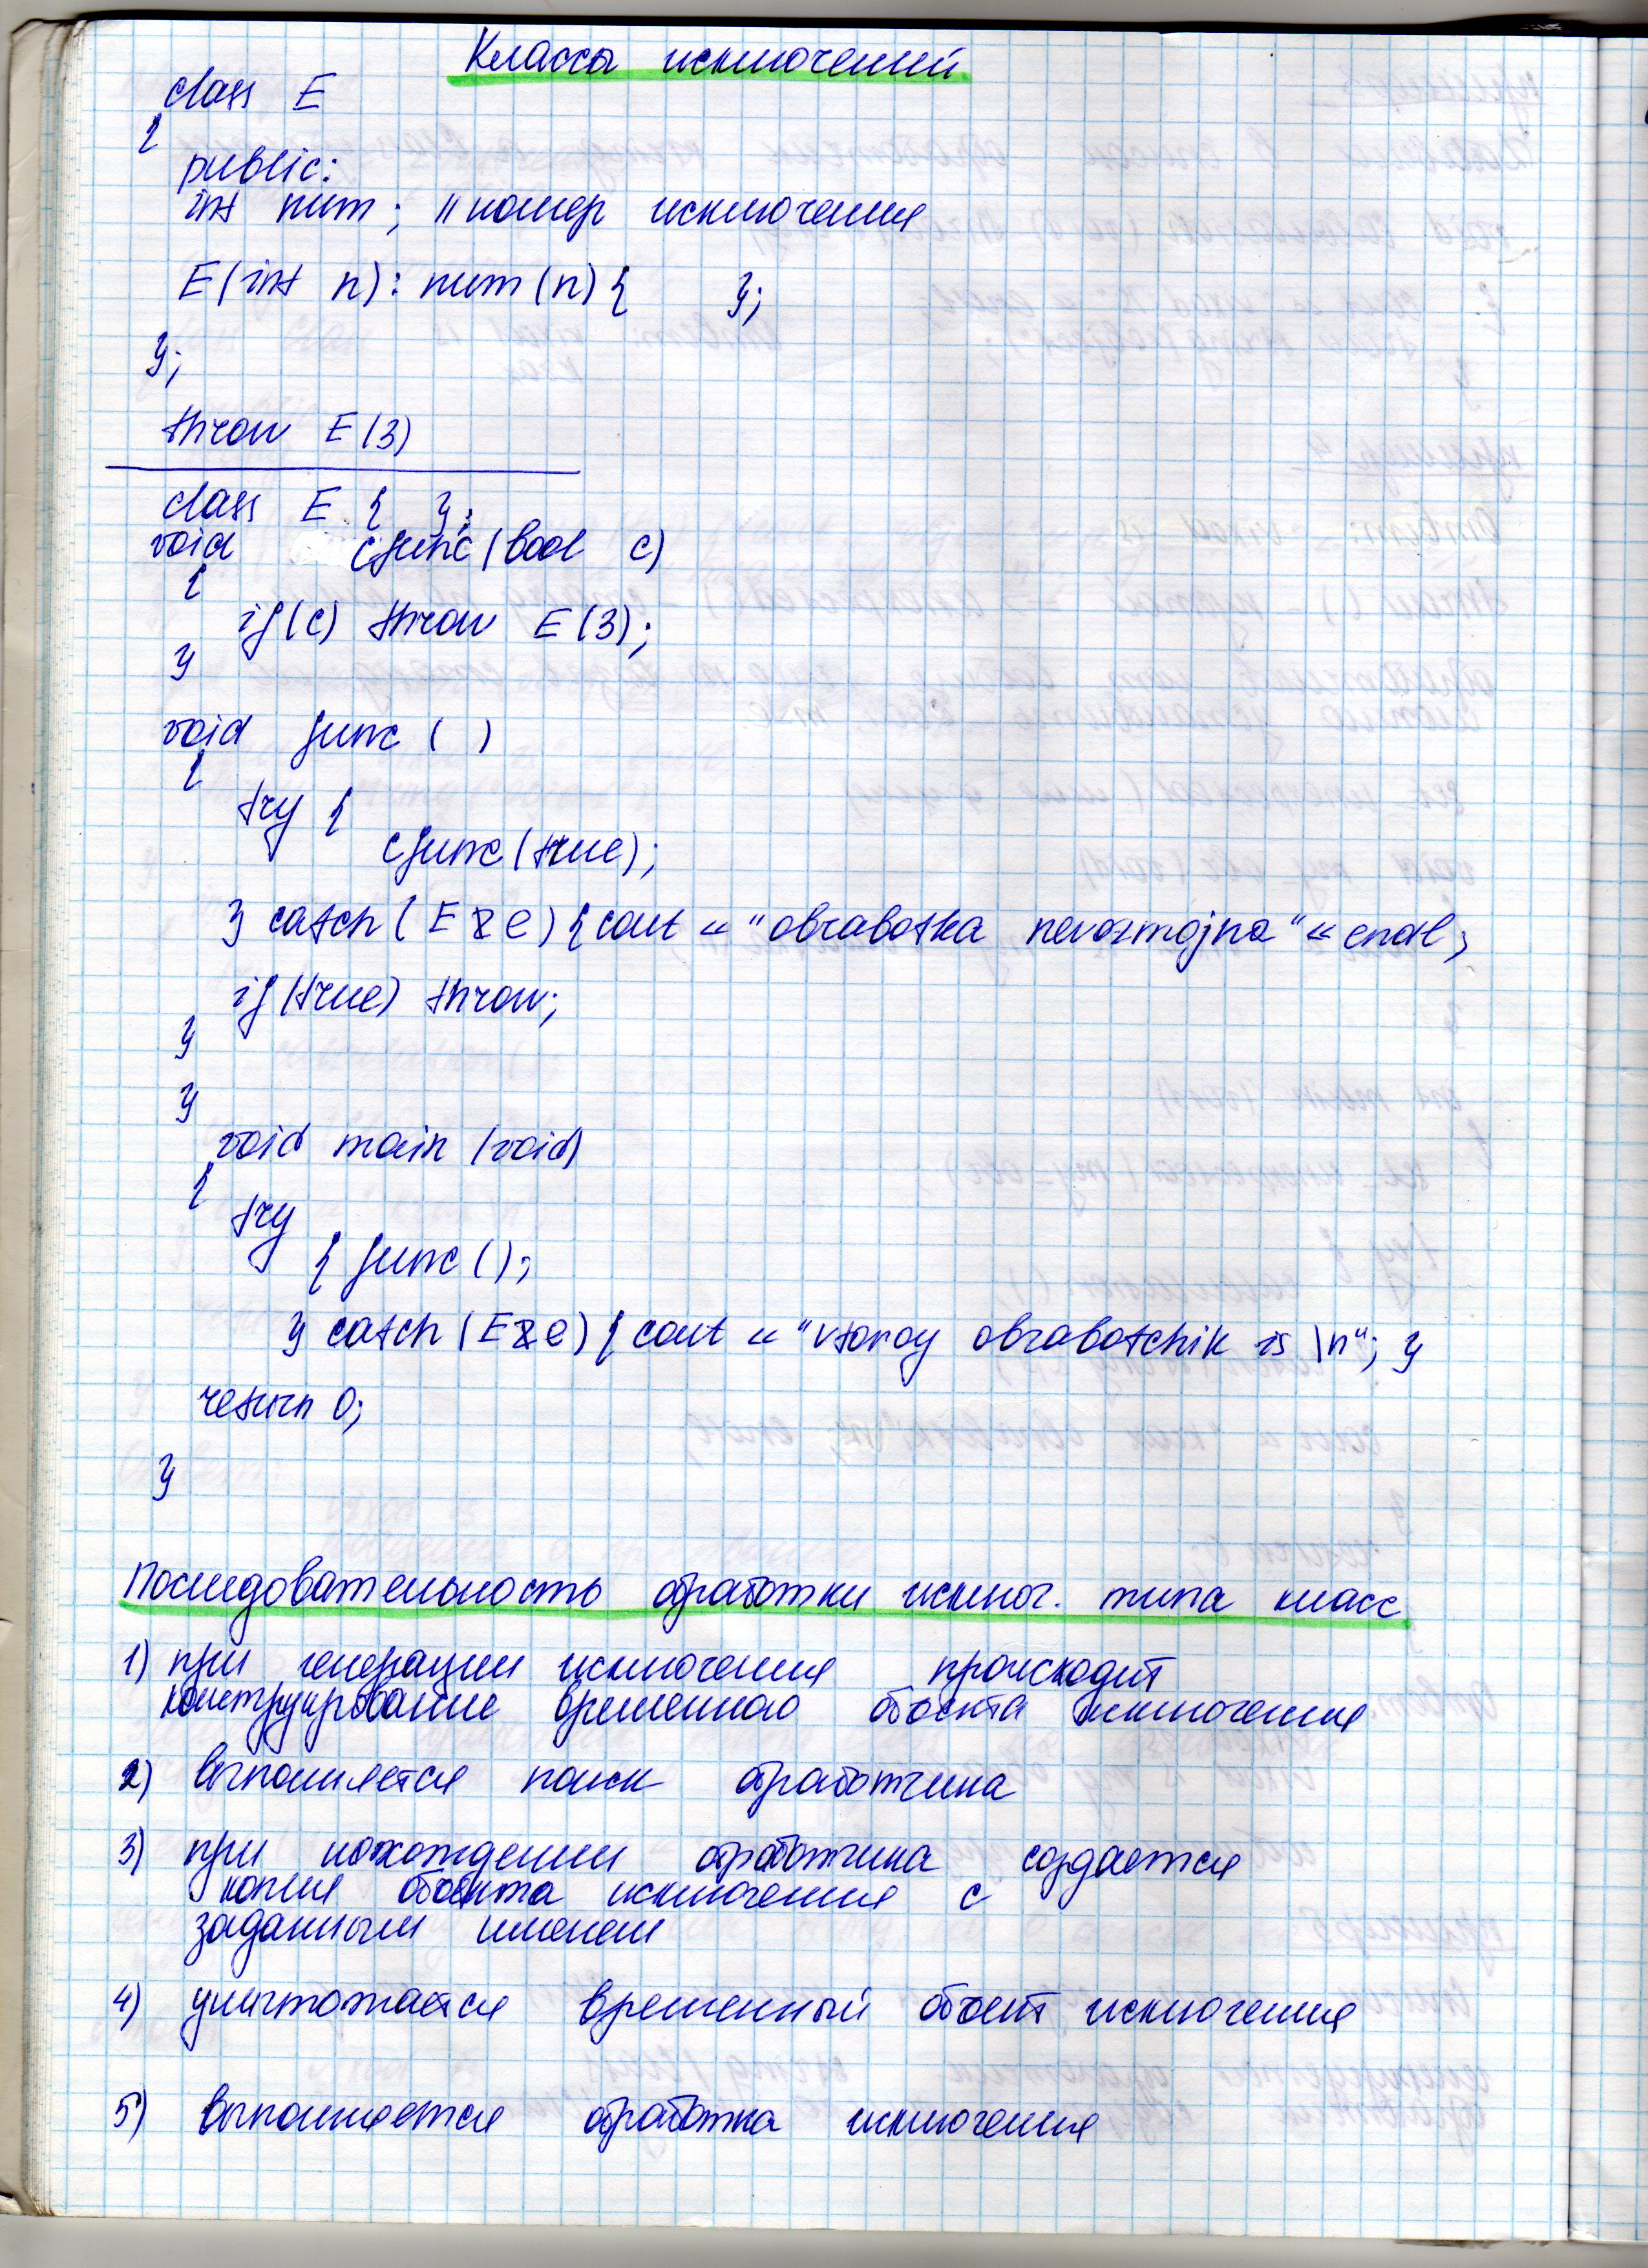 Классы исключений
class E
{
public:
int num; //номер исключения
E(int n): num(n){ };
};
throw E(3)
class E { };
void cfunc(bool c)
{
if(c) throw E(3);
}
void func ( )
{
try {
cfunc(true);
} catch(E & e) {cout << "obrabotka nevozmojna" << endl;
if(true) throw;
}
}
void main (void)
{
try
{ func();
} catch(E & e) { cout << "vtoroy obrabotchik is \n"; }
return 0;
}
Последовательность обработки исключ. типа класс
1) при генерации исключения происходит
конструирование временного объекта исключения
2) выполняется поиск обработчика
3) при нахождении обработчика создается
копия объекта исключения с
заданным именем
4) уничтожается временный объект исключения
5) выполняется обработка исключения